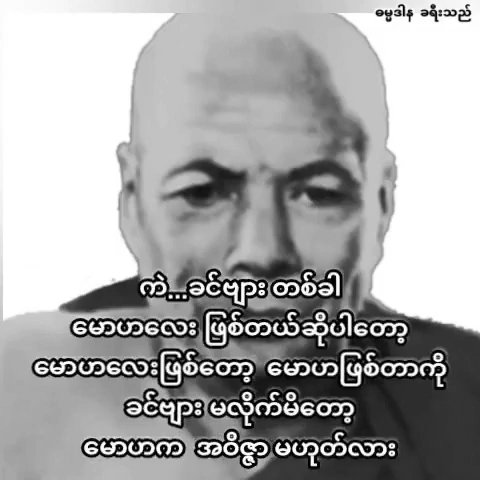 ဓမ္မဒါန ခရီးသည်
ကဲ...ခင်ဗျား တစ်ခါ
မောဟလေး ဖြစ်တယ်ဆိုပါတော့
မောဟလေးဖြစ်တော့ မောဟဖြစ်တာကို
ခင်ဗျား မလိုက်မိတော့
မောဟက အဝိဇ္ဇာ မဟုတ်လား